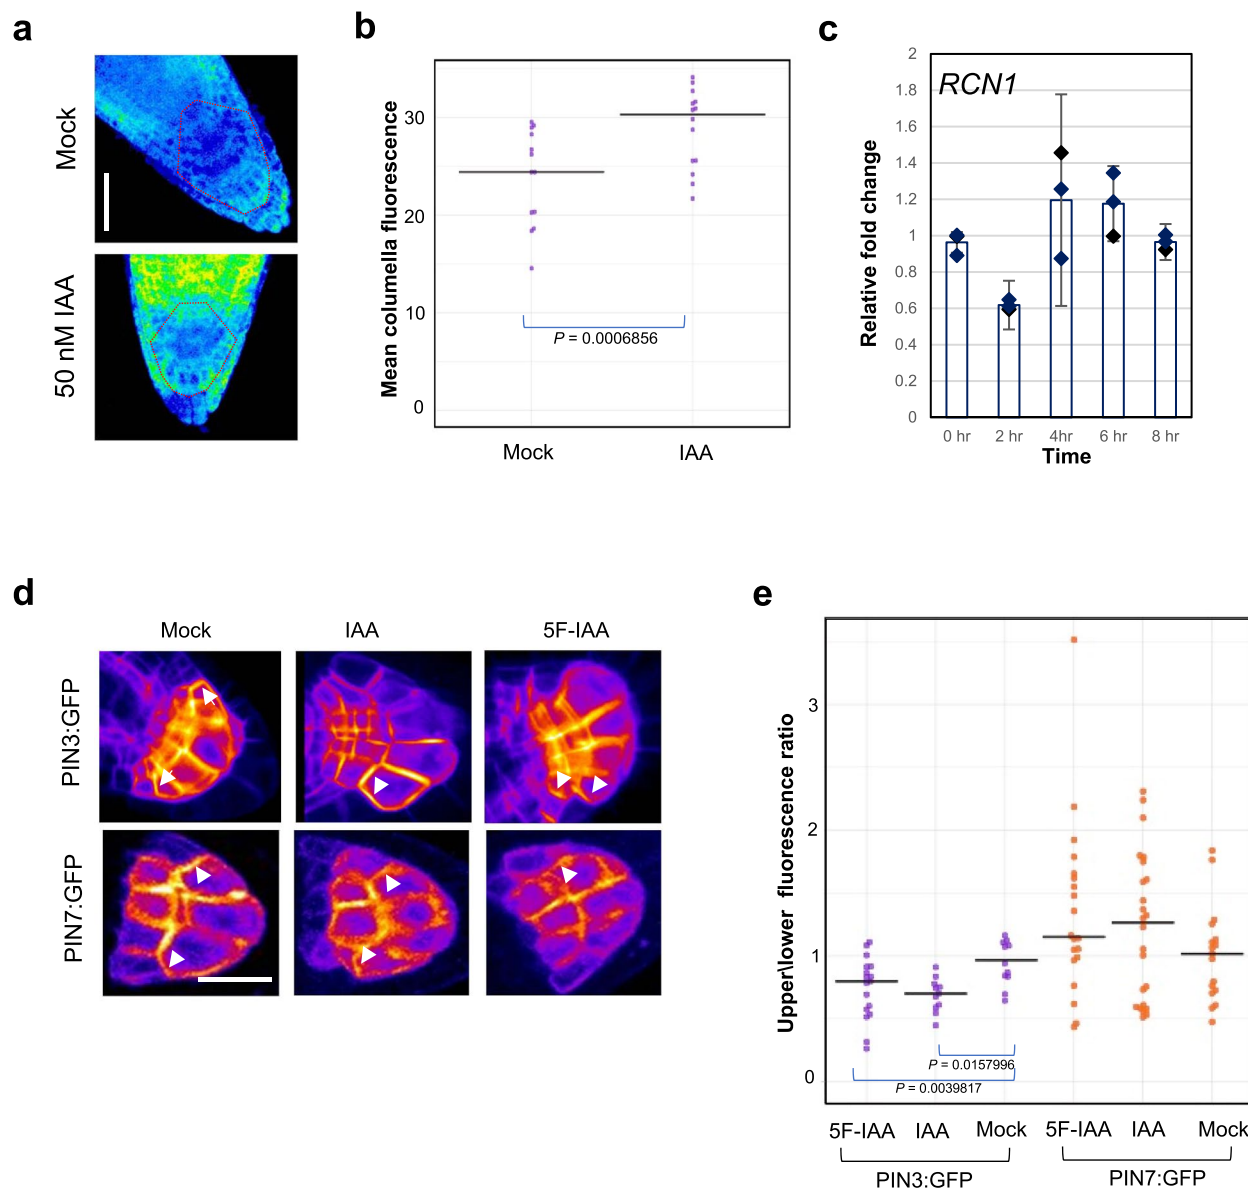 a
Mock
50 nM IAA
b
Mean columella fluorescence
30
20
10
0
P = 0.0006856
Mock
IAA
c
RCN1
Relative fold change
2
1.8
1.6
1.4
1.2
1
0.8
0.6
0.4
0.2
0
0 hr
2 hr
4hr
6 hr
8 hr
Time
d
Mock
IAA
5F-IAA
PIN3:GFP
PIN7:GFP
e
Upper\lower fluorescence ratio
3
2
1
0
P = 0.0157996
P = 0.0039817
5F-IAA
IAA
Mock
5F-IAA
IAA
Mock
PIN3:GFP
PIN7:GFP